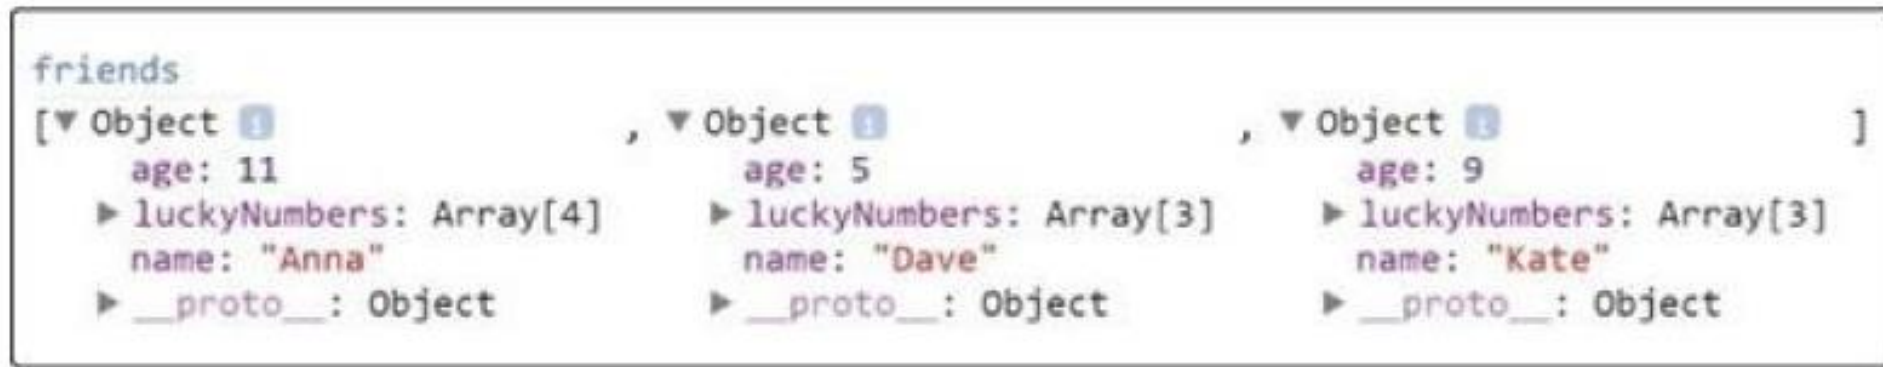 friends
[▼ Object i , ▼ Object i , ▼ Object i ]
age: 11 age: 5 age: 9
▶ luckyNumbers: Array[4] ▶ luckyNumbers: Array[3] ▶ luckyNumbers: Array[3]
name: "Anna" name: "Dave" name: "Kate"
▶ __proto__: Object ▶ __proto__: Object ▶ __proto__: Object